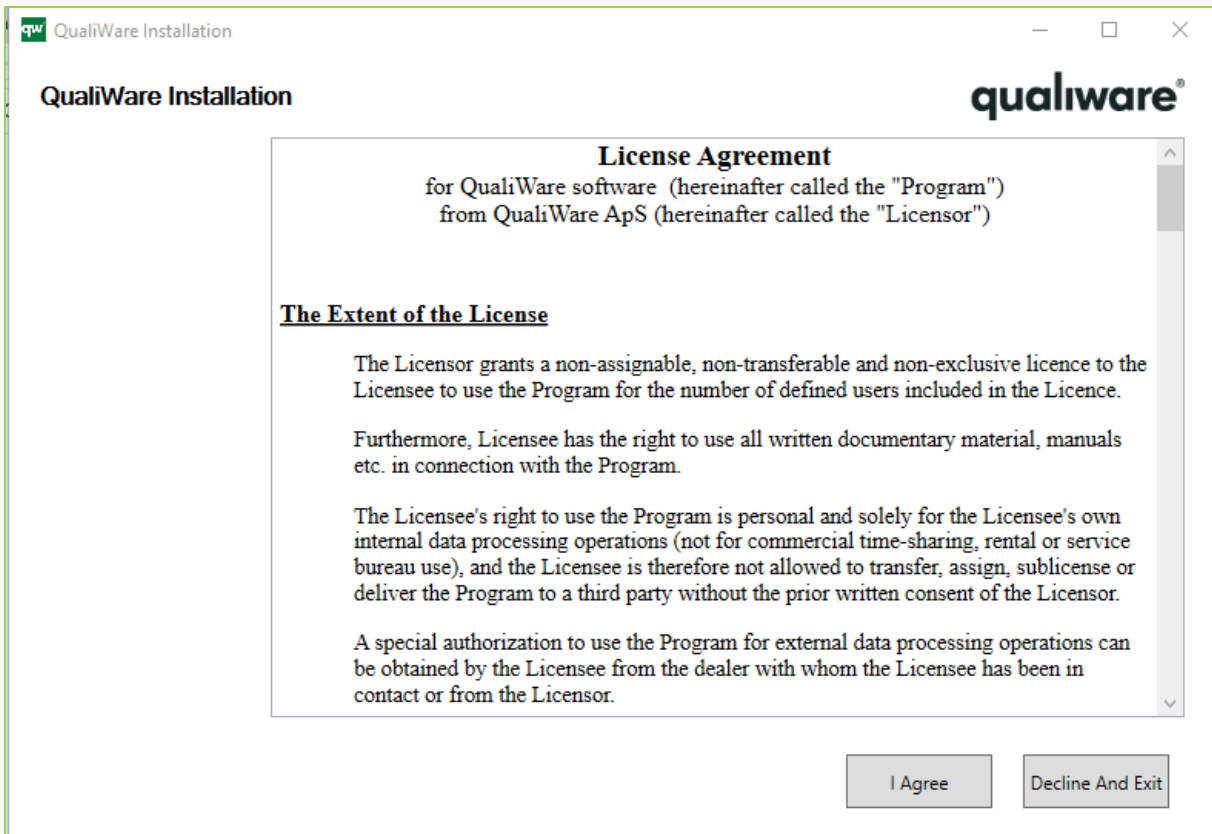 QualiWare Installation
QualiWare Installation
qualiware®
License Agreement
for QualiWare software  (hereinafter called the "Program")
from QualiWare ApS (hereinafter called the "Licensor")
The Extent of the License
The Licensor grants a non-assignable, non-transferable and non-exclusive licence to the
Licensee to use the Program for the number of defined users included in the Licence.
Furthermore, Licensee has the right to use all written documentary material, manuals
etc. in connection with the Program.
The Licensee's right to use the Program is personal and solely for the Licensee's own
internal data processing operations (not for commercial time-sharing, rental or service
bureau use), and the Licensee is therefore not allowed to transfer, assign, sublicense or
deliver the Program to a third party without the prior written consent of the Licensor.
A special authorization to use the Program for external data processing operations can
be obtained by the Licensee from the dealer with whom the Licensee has been in
contact or from the Licensor.
I Agree
Decline And Exit